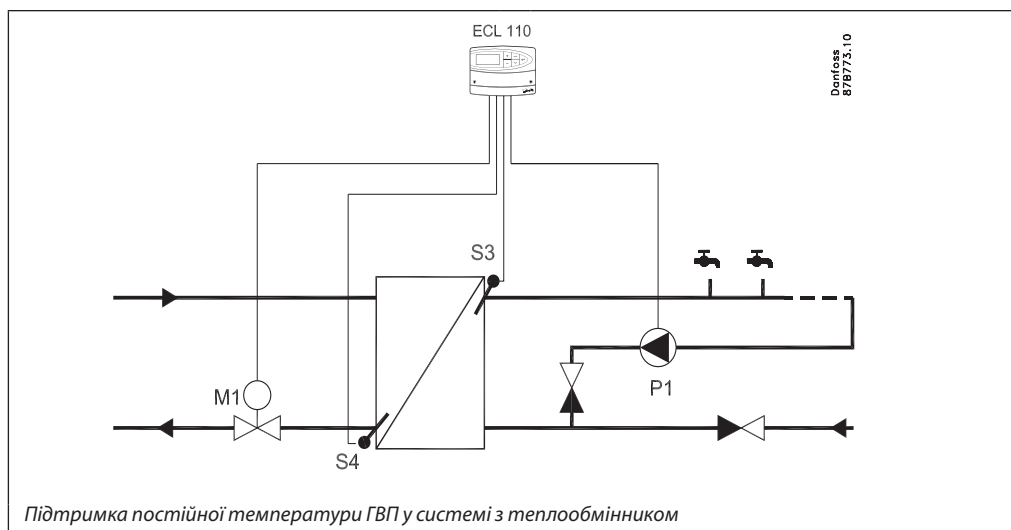 ECL 110
Danfoss
87B773.10
S3
M1
P1
S4
Підтримка постійної температури ГВП у системі з теплообмінником